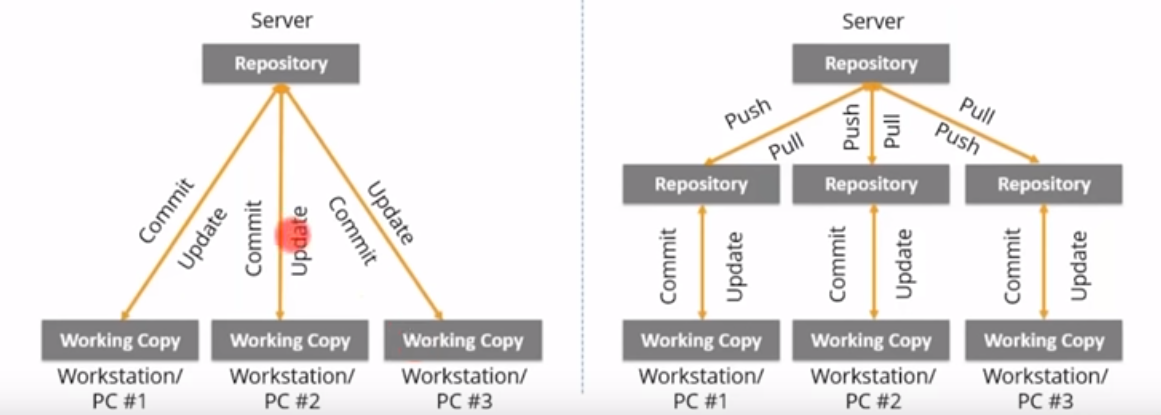 Server
Repository
Commit
Update
Commit
Update
Update
Commit
Working Copy
Working Copy
Working Copy
Workstation/
PC #1
Workstation/
PC #2
Workstation/
PC #3
Server
Repository
Push
Pull
Push
Pull
Pull
Push
Repository
Repository
Repository
Commit
Update
Commit
Update
Commit
Update
Working Copy
Working Copy
Working Copy
Workstation/
PC #1
Workstation/
PC #2
Workstation/
PC #3